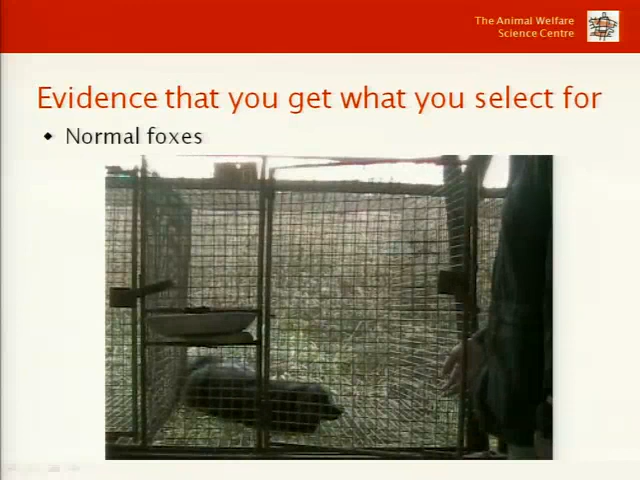 The Animal Welfare
Science Centre
Evidence that you get what you select for
Normal foxes